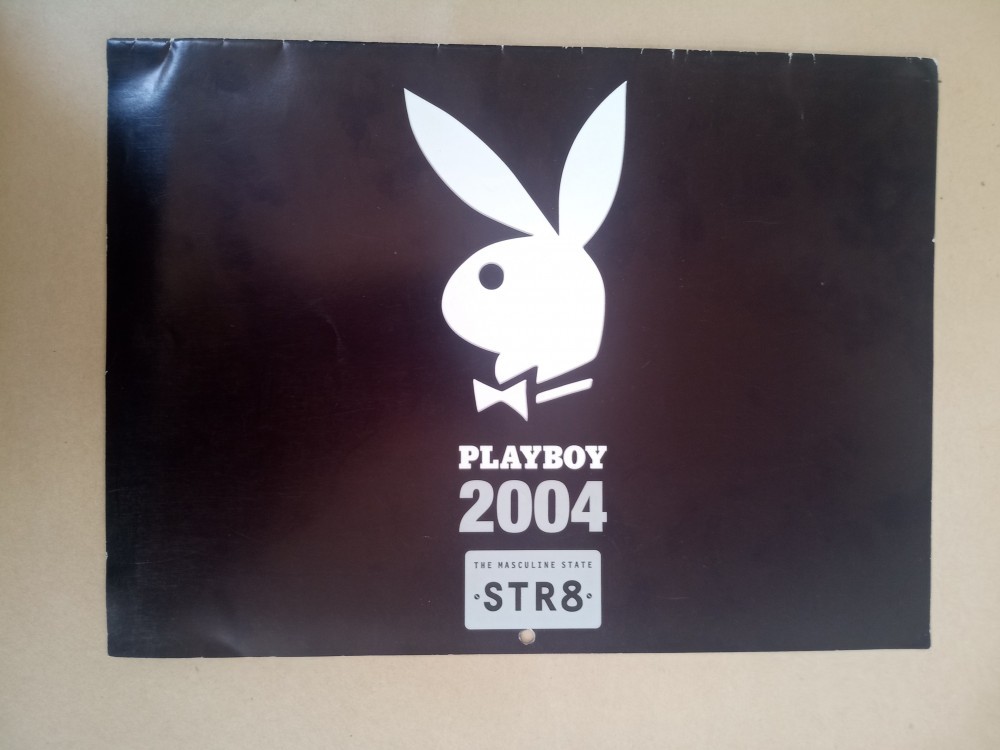 PLAYBOY
2004
THE MASCULINE STATE
STR8